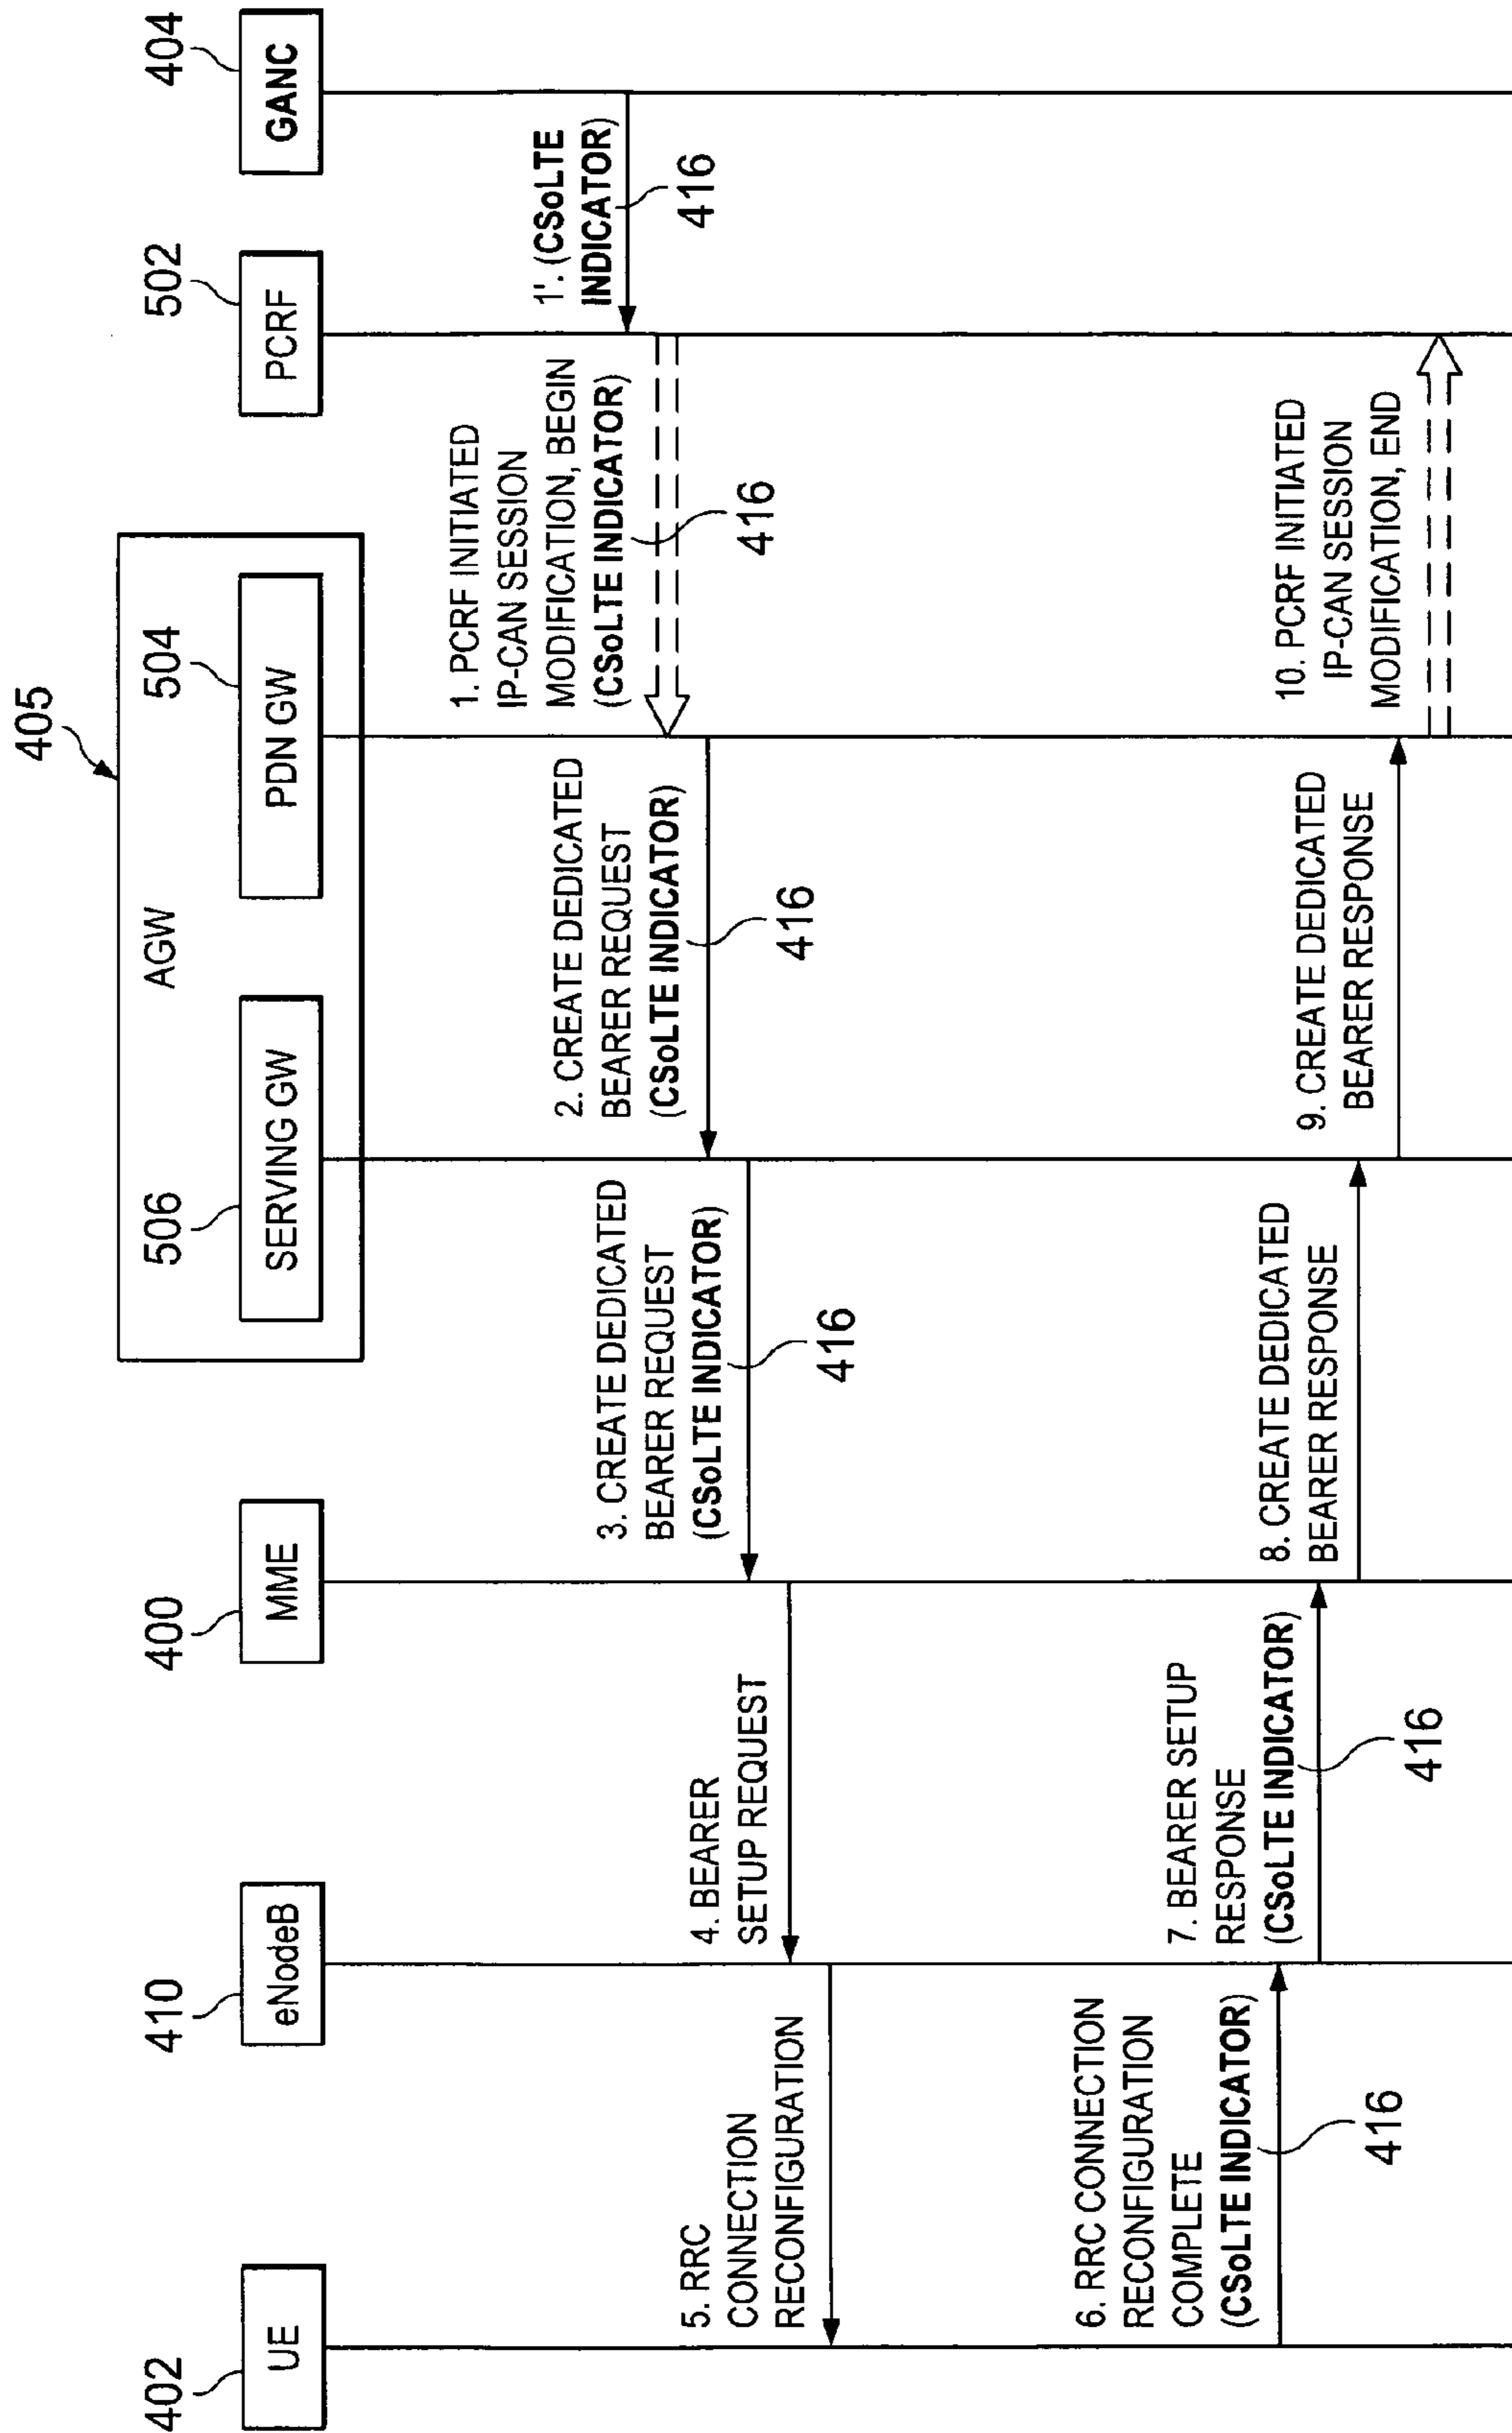 405
402
UE
410
eNodeB
400
MME
AGW
506
SERVING GW
504
PDN GW
502
PCRF
404
GANC
1'. (CSoLTE
INDICATOR)
416
1. PCRF INITIATED
IP-CAN SESSION
MODIFICATION, BEGIN
(CSoLTE INDICATOR)
416
2. CREATE DEDICATED
BEARER REQUEST
(CSoLTE INDICATOR)
416
3. CREATE DEDICATED
BEARER REQUEST
(CSoLTE INDICATOR)
416
4. BEARER
SETUP REQUEST
5. RRC
CONNECTION
RECONFIGURATION
6. RRC CONNECTION
RECONFIGURATION
COMPLETE
(CSoLTE INDICATOR)
416
7. BEARER SETUP
RESPONSE
(CSoLTE INDICATOR)
416
8. CREATE DEDICATED
BEARER RESPONSE
9. CREATE DEDICATED
BEARER RESPONSE
10. PCRF INITIATED
IP-CAN SESSION
MODIFICATION, END